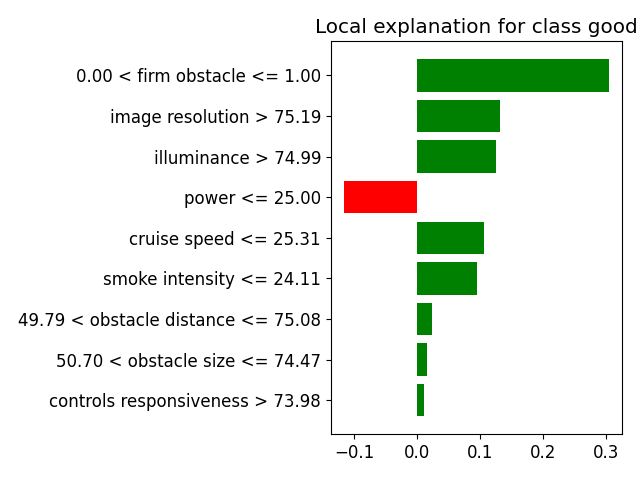 Local explanation for class good
0.00 < firm obstacle <= 1.00
image resolution > 75.19
illuminance > 74.99
power <= 25.00
cruise speed <= 25.31
smoke intensity <= 24.11
49.79 < obstacle distance <= 75.08
50.70 < obstacle size <= 74.47
controls responsiveness > 73.98
−0.1 0.0 0.1 0.2 0.3